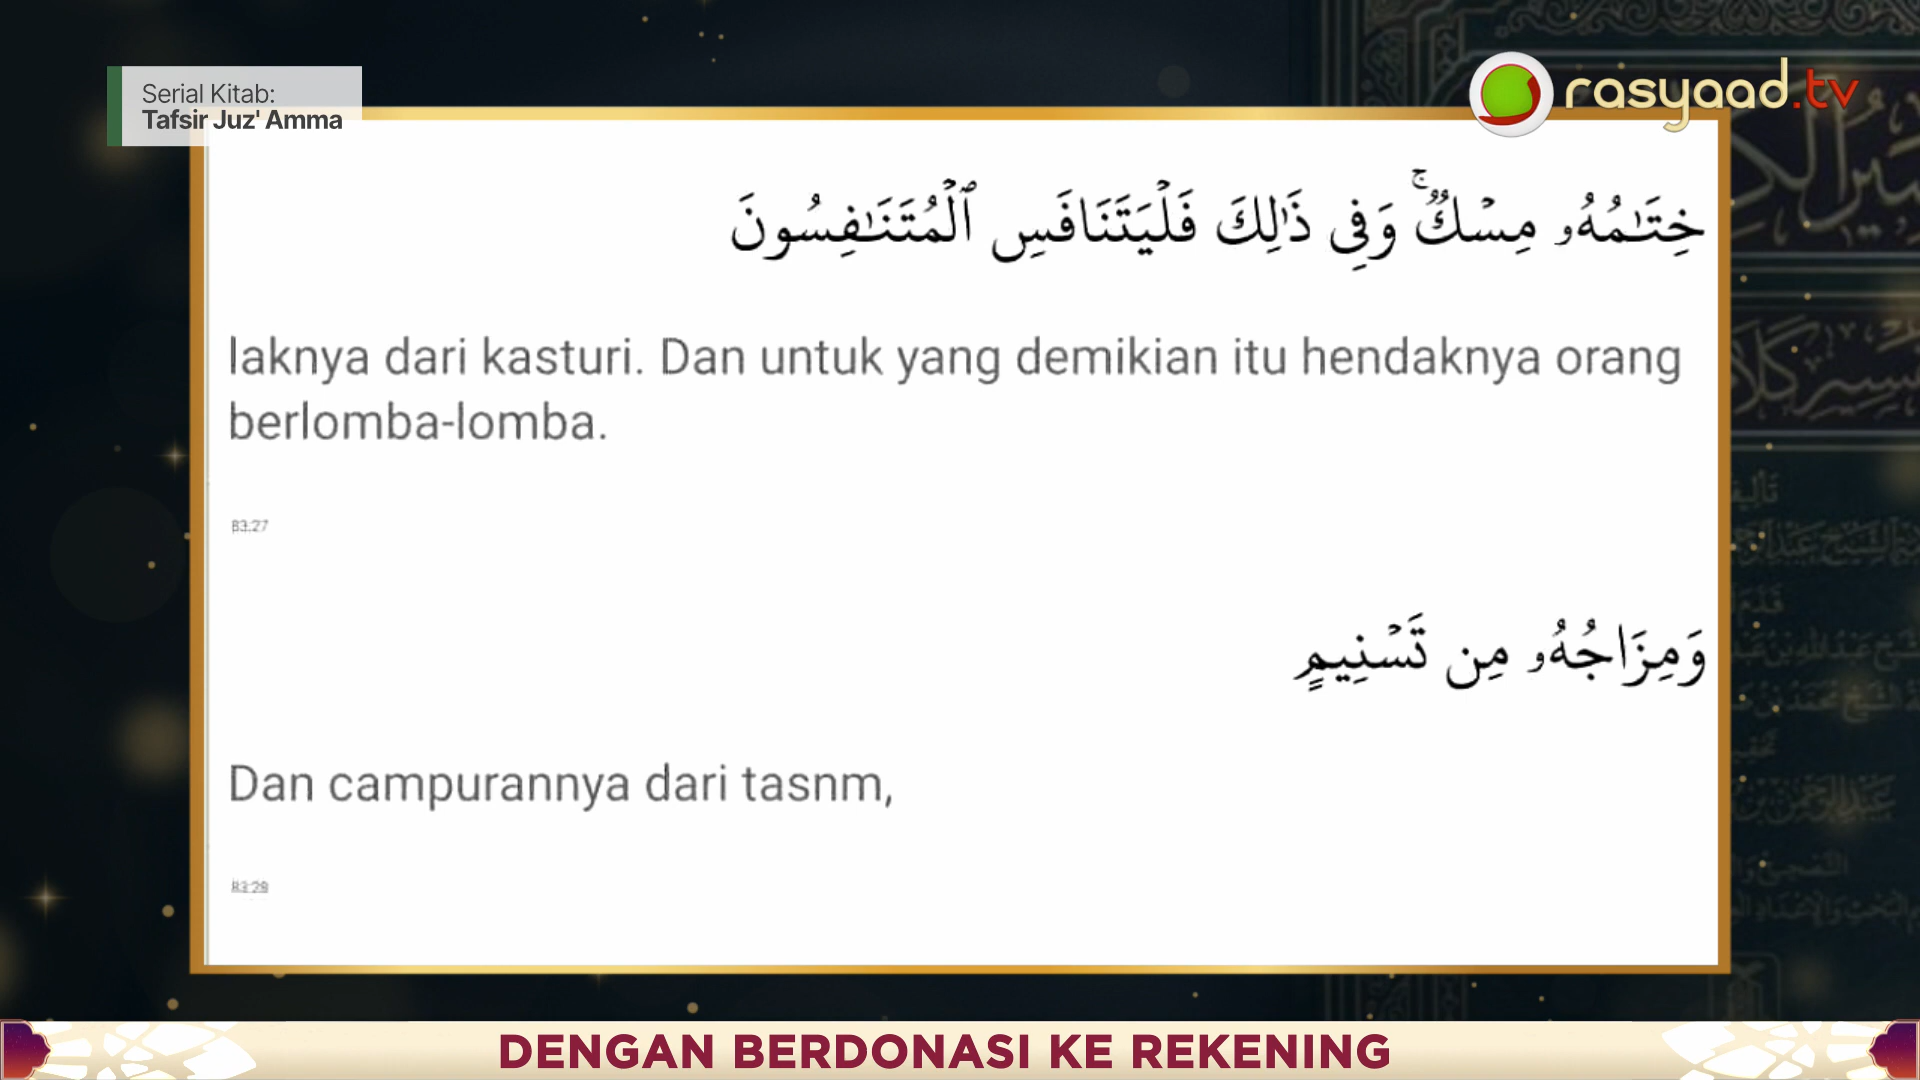 Serial Kitab:
Tafsir Juz' Amma
rasyaad.tv
خِتَـٰمُهُۥ مِسْكٌ ۚ وَفِى ذَٰلِكَ فَلْيَتَنَافَسِ ٱلْمُتَنَـٰفِسُونَ
laknya dari kasturi. Dan untuk yang demikian itu hendaknya orang
berlomba-lomba.
83:27
وَمِزَاجُهُۥ مِن تَسْنِيمٍ
Dan campurannya dari tasnm,
83:28
DENGAN BERDONASI KE REKENING